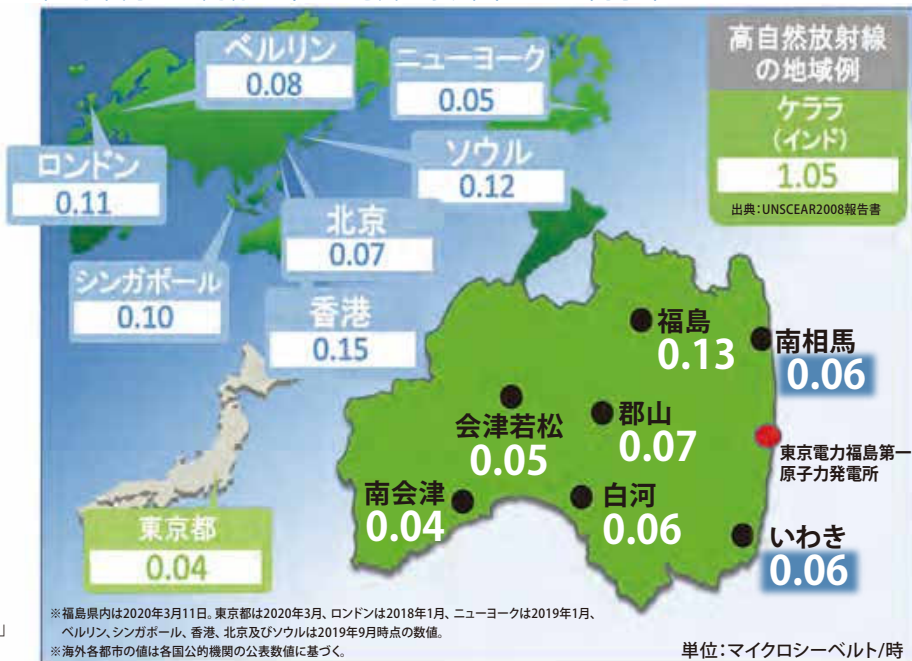 ベルリン
0.08
ニューヨーク
0.05
高自然放射線
の地域例
ケララ
(インド)
1.05
出典:UNSCEAR2008報告書
ロンドン
0.11
ソウル
0.12
北京
0.07
シンガポール
0.10
香港
0.15
福島
0.13
南相馬
0.06
会津若松
0.05
郡山
0.07
東京電力福島第一
原子力発電所
南会津
0.04
白河
0.06
いわき
0.06
東京都
0.04
※福島県内は2020年3月11日。東京都は2020年3月、ロンドンは2018年1月、ニューヨークは2019年1月、
ベルリン、シンガポール、香港、北京及びソウルは2019年9月時点の数値。
※海外各都市の値は各国公的機関の公表数値に基づく。
単位:マイクロシーベルト/時
」